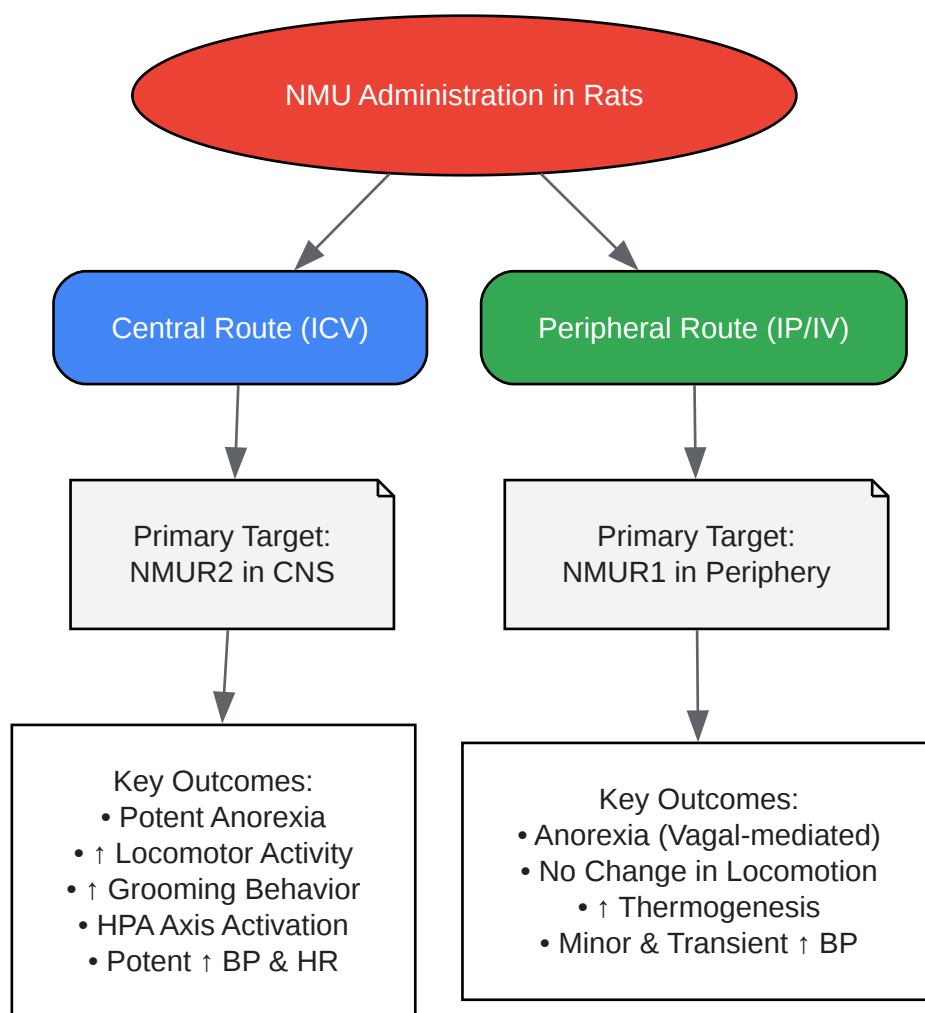 NMU Administration in Rats
Central Route (ICV)
Peripheral Route (IP/IV)
Primary Target:
NMUR2 in CNS
Primary Target:
NMUR1 in Periphery
Key Outcomes:
• Potent Anorexia
• ↑ Locomotor Activity
• ↑ Grooming Behavior
• HPA Axis Activation
• Potent ↑ BP & HR
Key Outcomes:
• Anorexia (Vagal-mediated)
• No Change in Locomotion
• ↑ Thermogenesis
• Minor & Transient ↑ BP